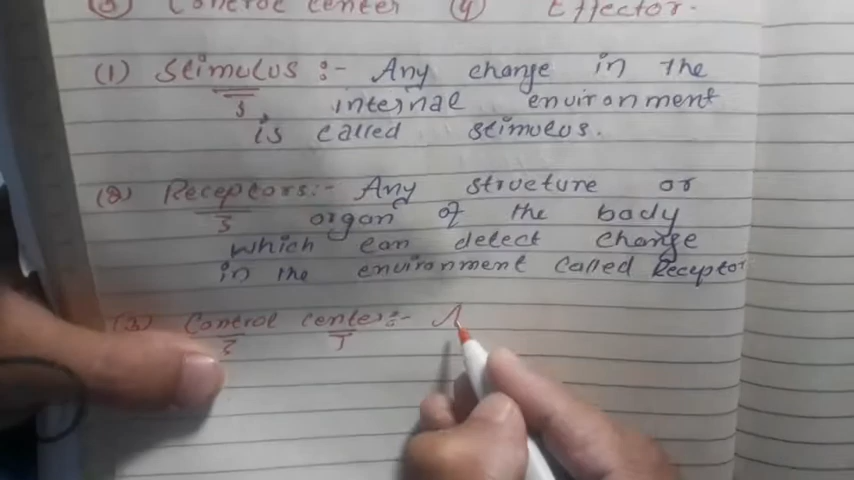 (3) Control Center (4) Effector.
(1) Stimulus :- Any change in the
internal environment
is called stimulus.
(2) Receptors:- Any structure or
organ of the body
which can detect change
in the environment called Receptor
(3) Control center:- A